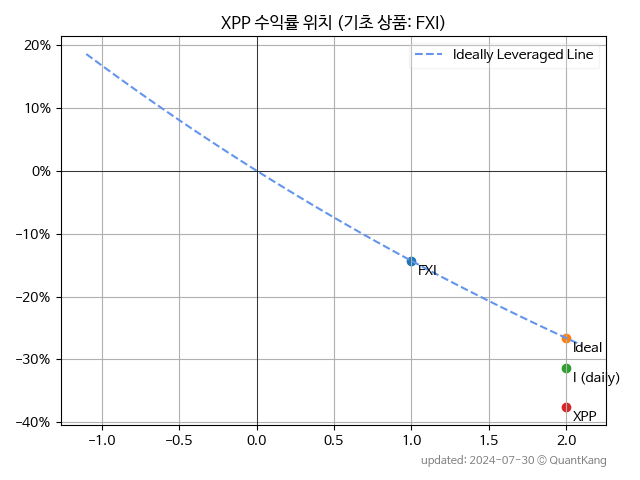 XPP 수익률 위치 (기초 상품: FXI)
20%
10%
0%
−10%
−20%
−30%
−40%
Ideally Leveraged Line
FXI
Ideal
I (daily)
XPP
−1.0 −0.5 0.0 0.5 1.0 1.5 2.0
updated: 2024-07-30 © QuantKang